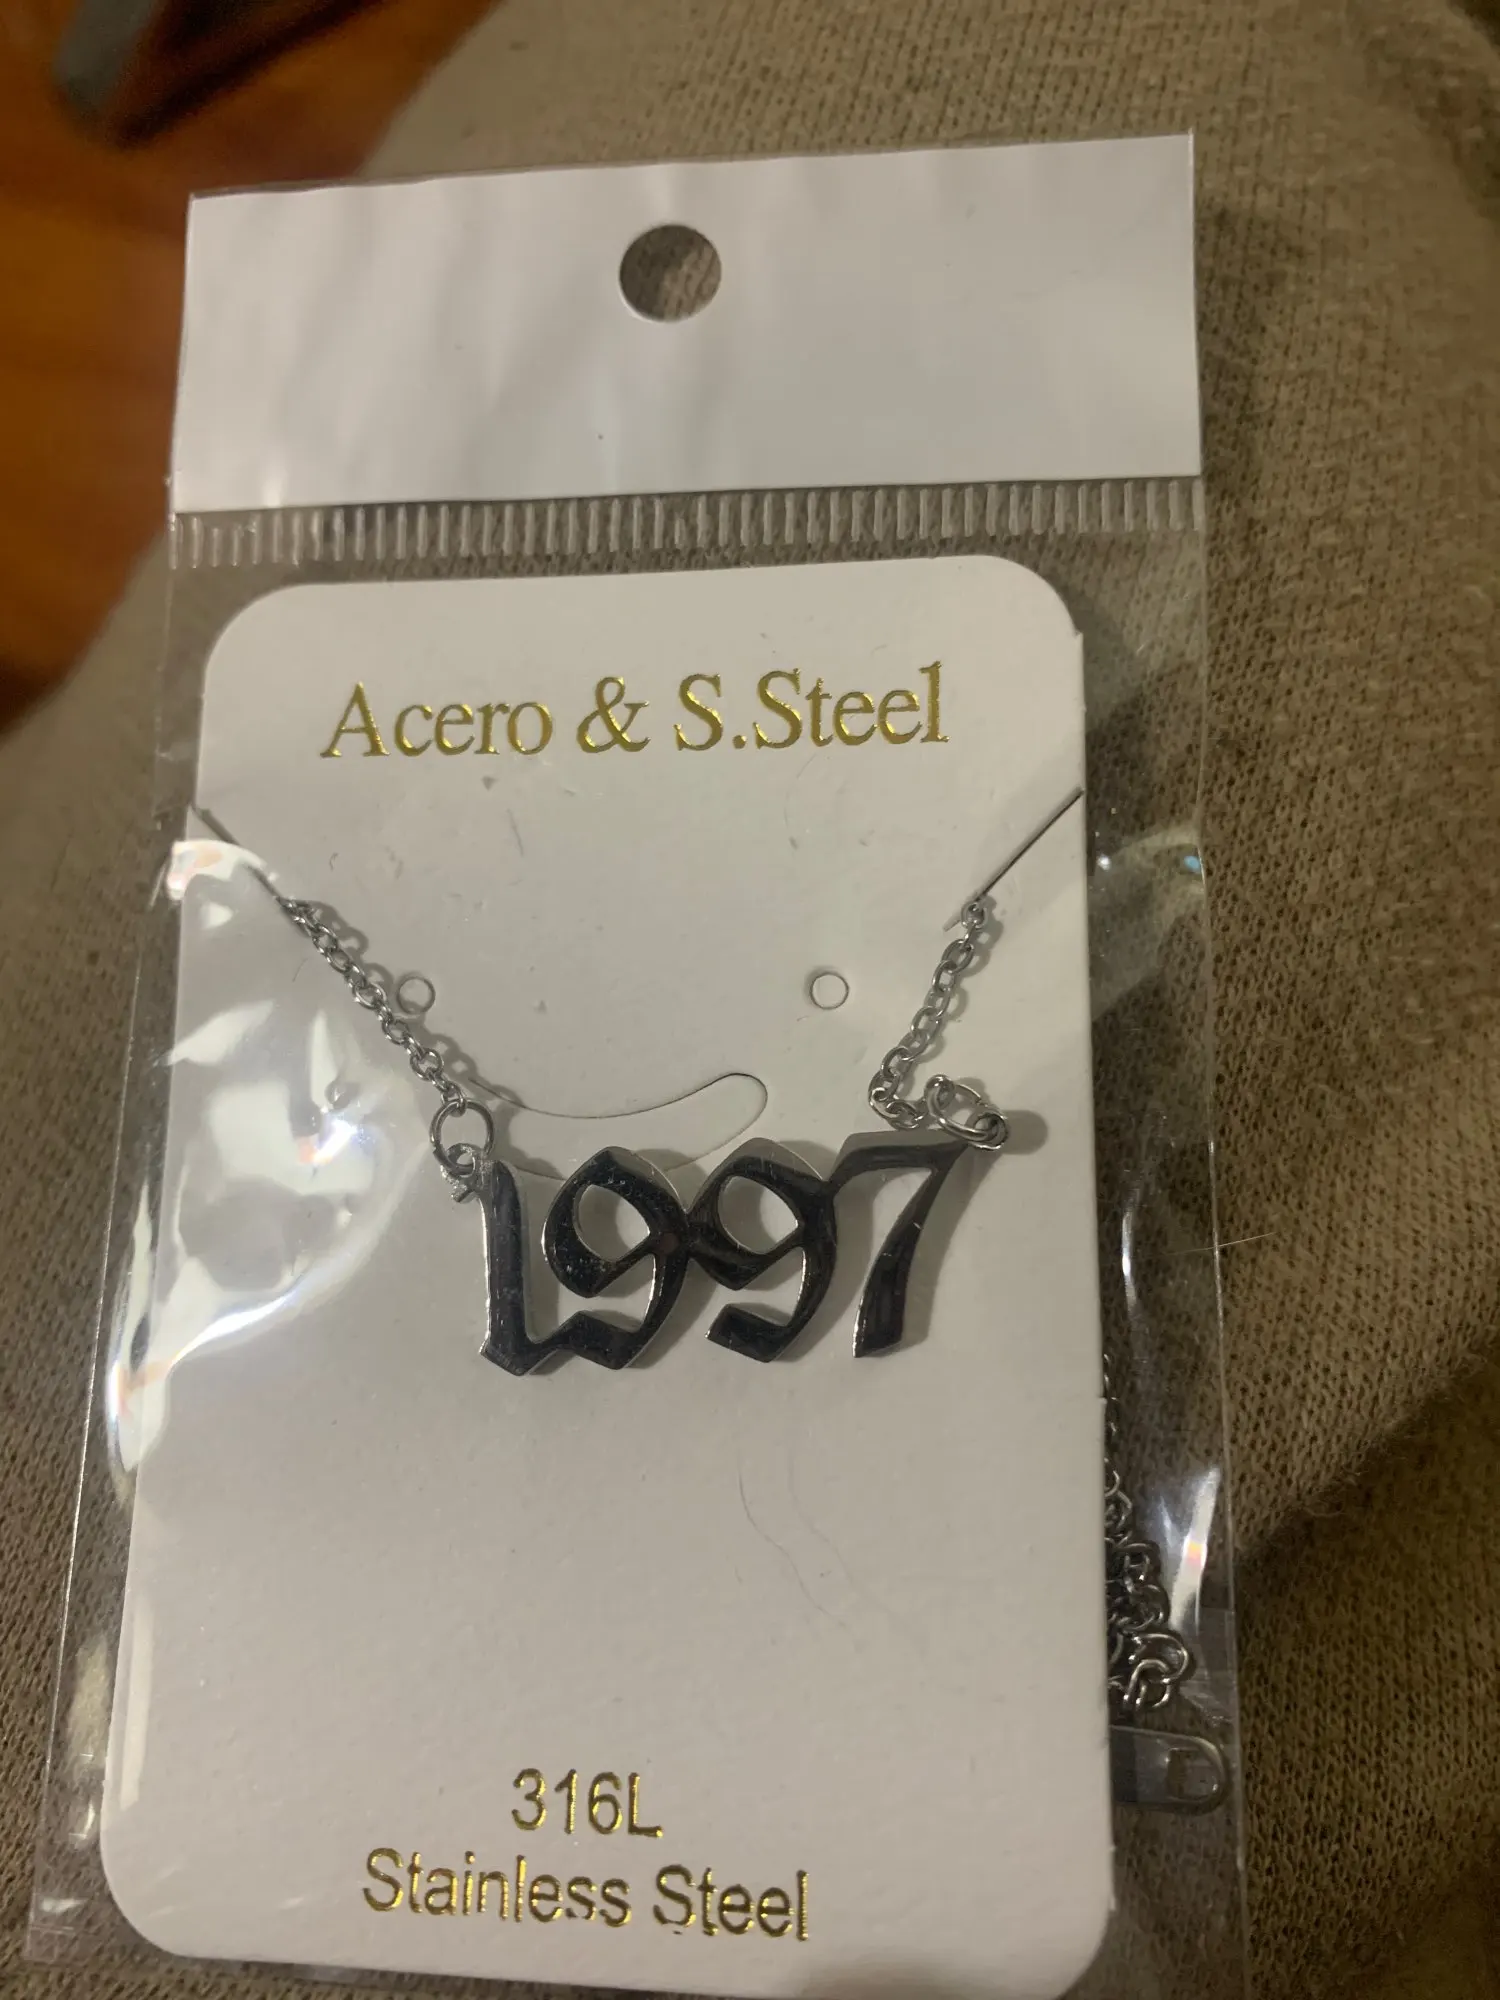 Acero & S.Steel
1997
316L
Stainless Steel